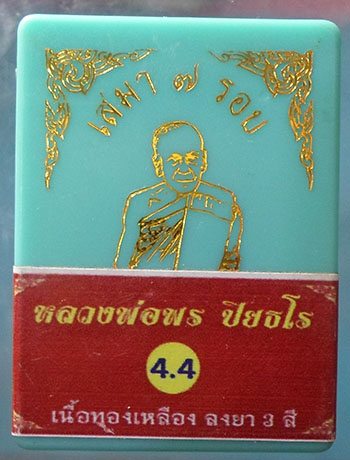 เสมา ๗ รอบ
หลวงพ่อพร ปิยธโร
4.4
เนื้อทองเหลือง ลงยา 3 สี